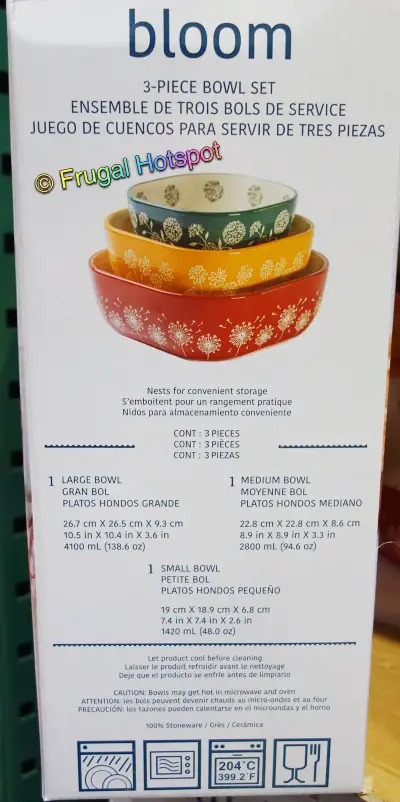 bloom
3-PIECE BOWL SET
ENSEMBLE DE TROIS BOLS DE SERVICE
JUEGO DE CUENCOS PARA SERVIR DE TRES PIEZAS
© Frugal Hotspot
Nests for convenient storage
S'emboitent pour un rangement pratique
Nidos para almacenamiento conveniente
CONT : 3 PIECES
CONT : 3 PIÈCES
CONT : 3 PIEZAS
1 LARGE BOWL
GRAN BOL
PLATOS HONDOS GRANDE
26.7 cm X 26.5 cm X 9.3 cm
10.5 in X 10.4 in X 3.6 in
4100 mL (138.6 oz)
1 MEDIUM BOWL
MOYENNE BOL
PLATOS HONDOS MEDIANO
22.8 cm X 22.8 cm X 8.6 cm
8.9 in X 8.9 in X 3.3 in
2800 mL (94.6 oz)
1 SMALL BOWL
PETITE BOL
PLATOS HONDOS PEQUEÑO
19 cm X 18.9 cm X 6.8 cm
7.4 in X 7.4 in X 2.6 in
1420 mL (48.0 oz)
Let product cool before cleaning
Laisser le produit refroidir avant le nettoyage
Deje que el producto se enfríe antes de limpiarlo
CAUTION: Bowls may get hot in microwave and oven
ATTENTION: les bols peuvent devenir chauds au micro-ondes et au four
PRECAUCIÓN: los tazones pueden calentarse en el microondas y el horno
100% Stoneware / Grès / Cerámica
204°C
399.2°F